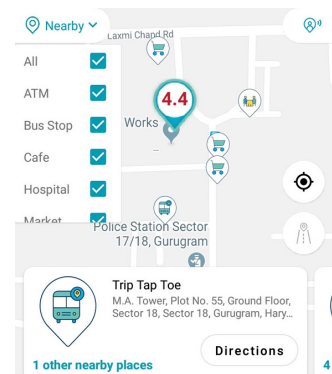 Nearby
Laxmi Chand Rd
All
ATM
4.4
Bus Stop
Works
Cafe
Hospital
Market
Police Station Sector
17/18, Gurugram
Trip Tap Toe
M.A. Tower, Plot No. 55, Ground Floor,
Sector 18, Sector 18, Gurugram, Hary...
Directions
1 other nearby places
4